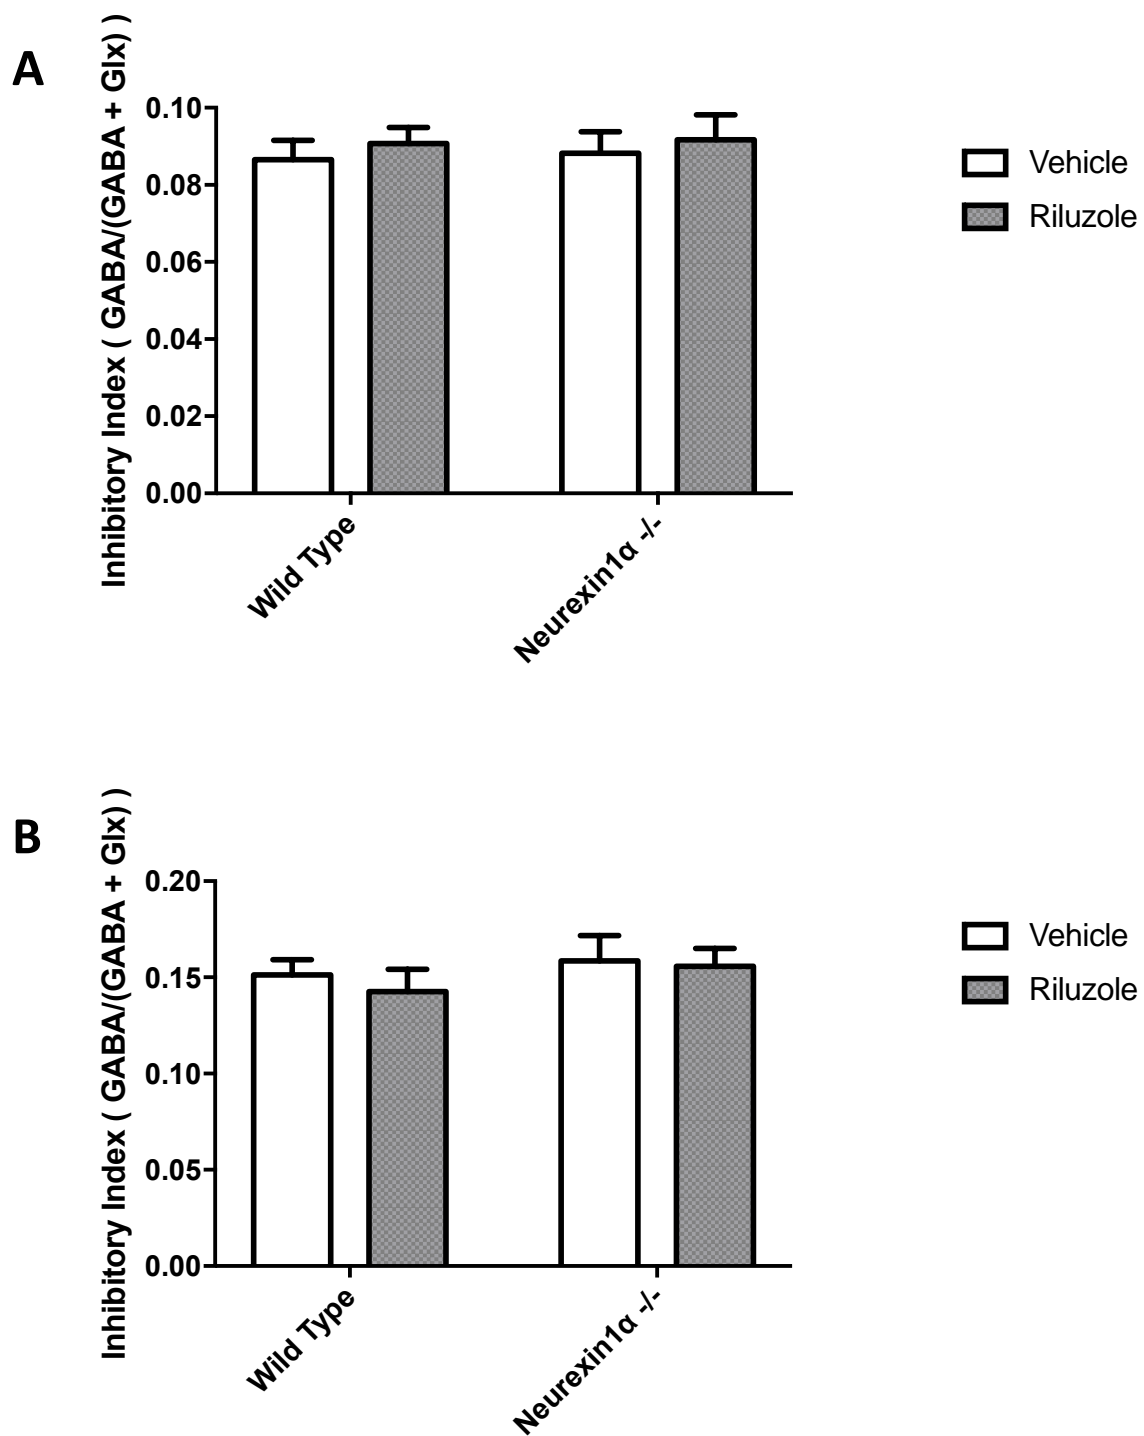 A
Inhibitory Index ( GABA/(GABA + Glx) )
0.10
0.08
0.06
0.04
0.02
0.00
Wild Type
Neurexin1α -/-
Vehicle
Riluzole
B
Inhibitory Index ( GABA/(GABA + Glx) )
0.20
0.15
0.10
0.05
0.00
Wild Type
Neurexin1α -/-
Vehicle
Riluzole